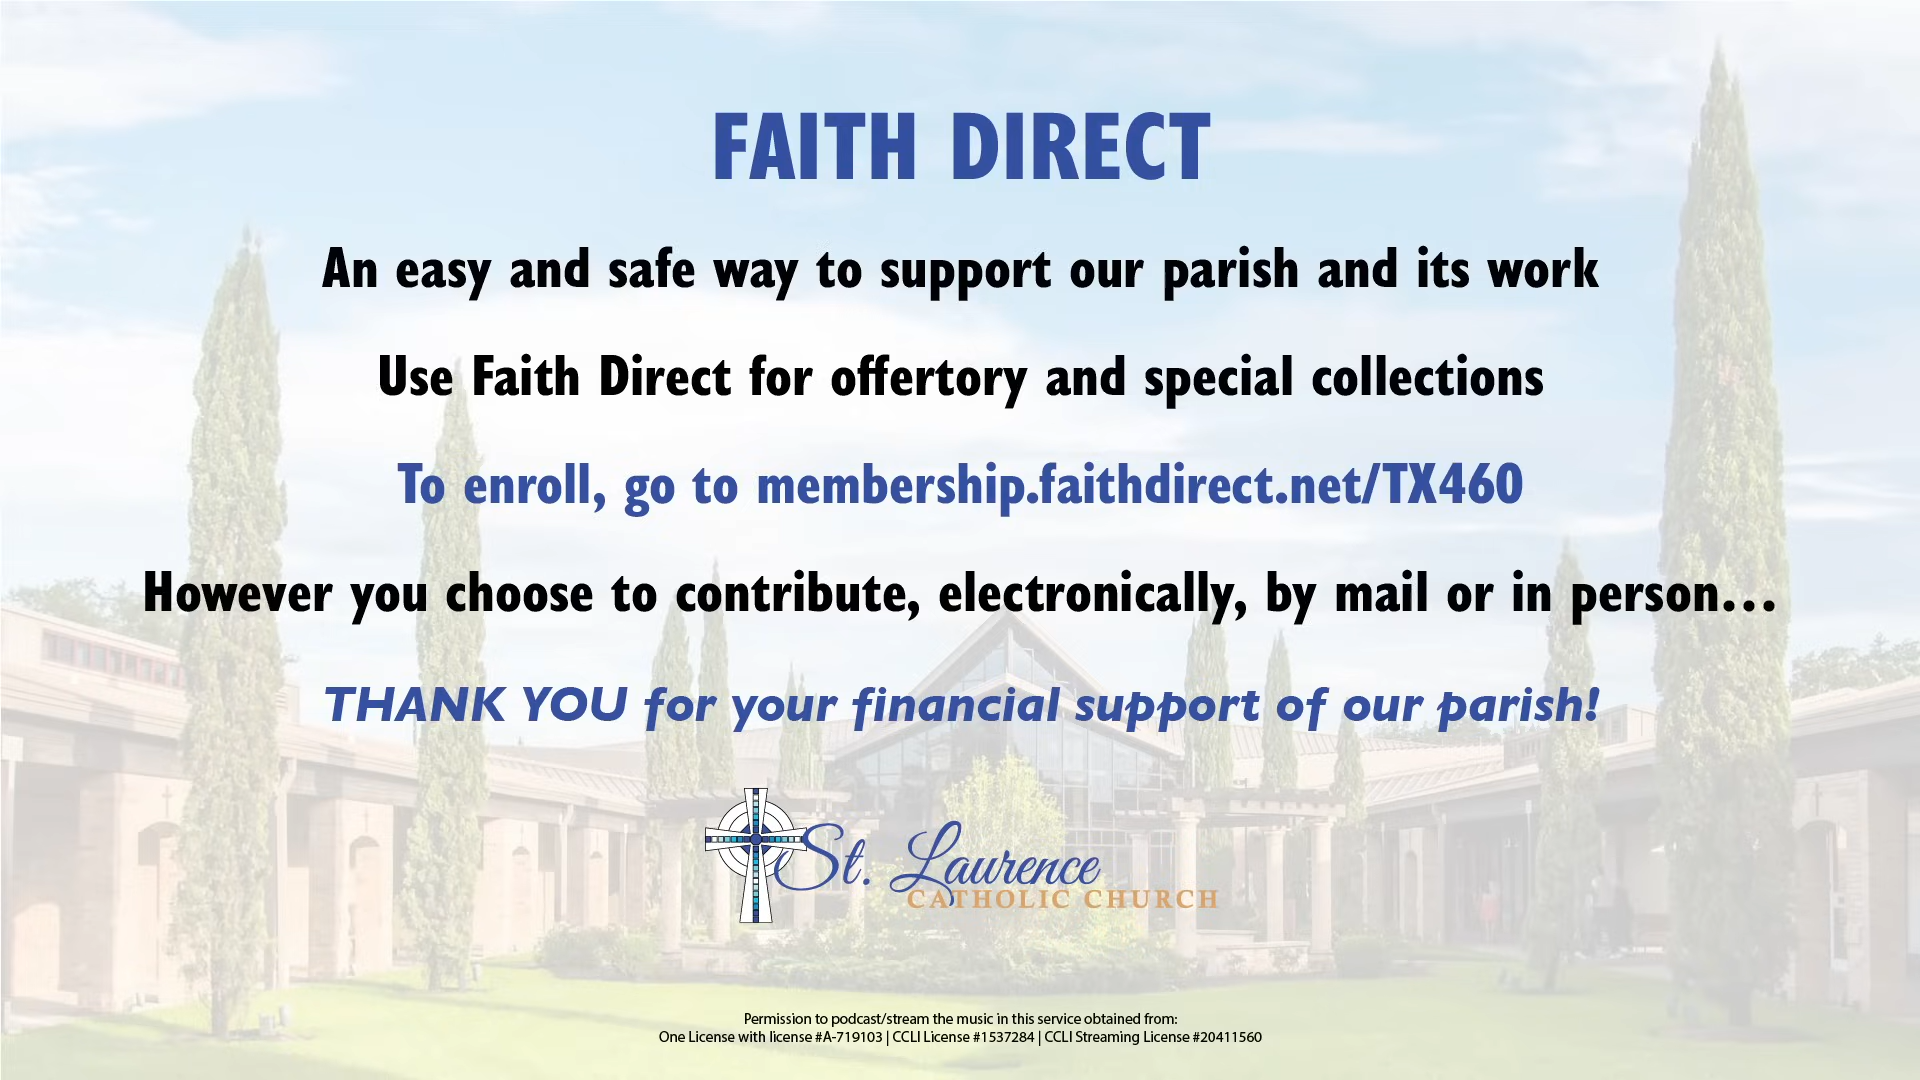 FAITH DIRECT
An easy and safe way to support our parish and its work
Use Faith Direct for offertory and special collections
To enroll, go to membership.faithdirect.net/TX460
However you choose to contribute, electronically, by mail or in person…
THANK YOU for your financial support of our parish!
St. Laurence
CATHOLIC CHURCH
Permission to podcast/stream the music in this service obtained from:
One License with license #A-719103 | CCLI License #1537284 | CCLI Streaming License #20411560